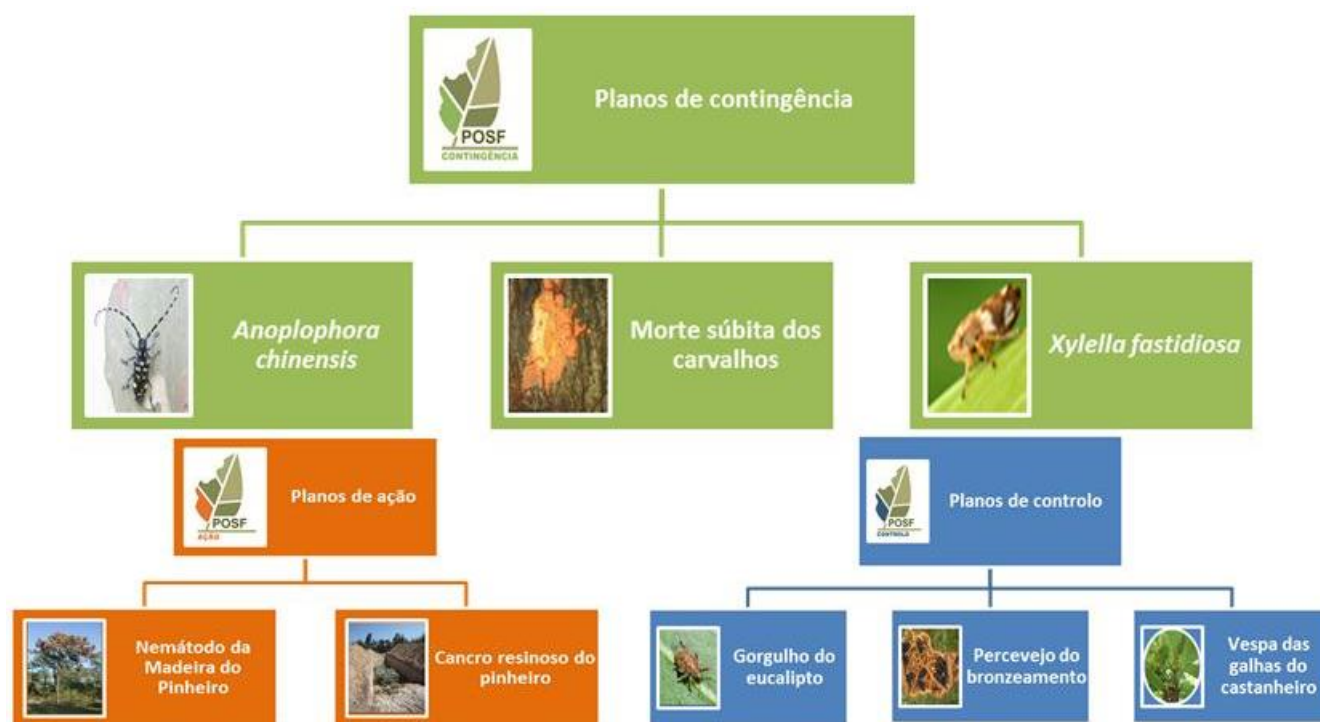 POSF
CONTINGÊNCIA
Planos de contingência
Anoplophora
chinensis
Morte súbita dos
carvalhos
Xylella fastidiosa
POSF
AÇÃO
Planos de ação
POSF
CONTROLO
Planos de controlo
Nemátodo da
Madeira do
Pinheiro
Cancro resinoso do
pinheiro
Gorgulho do
eucalipto
Percevejo do
bronzeamento
Vespa das
galhas do
castanheiro